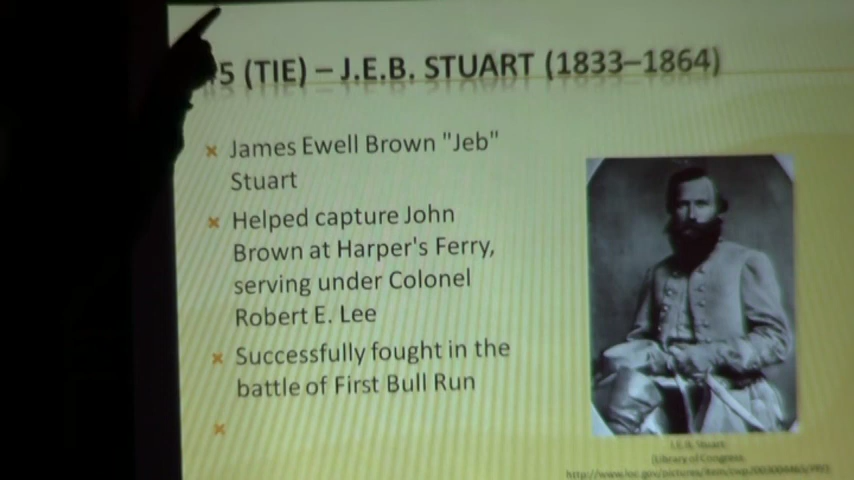 5 (TIE) – J.E.B. STUART (1833–1864)
James Ewell Brown "Jeb"
Stuart
Helped capture John
Brown at Harper's Ferry,
serving under Colonel
Robert E. Lee
Successfully fought in the
battle of First Bull Run
J.E.B. Stuart
[Library of Congress